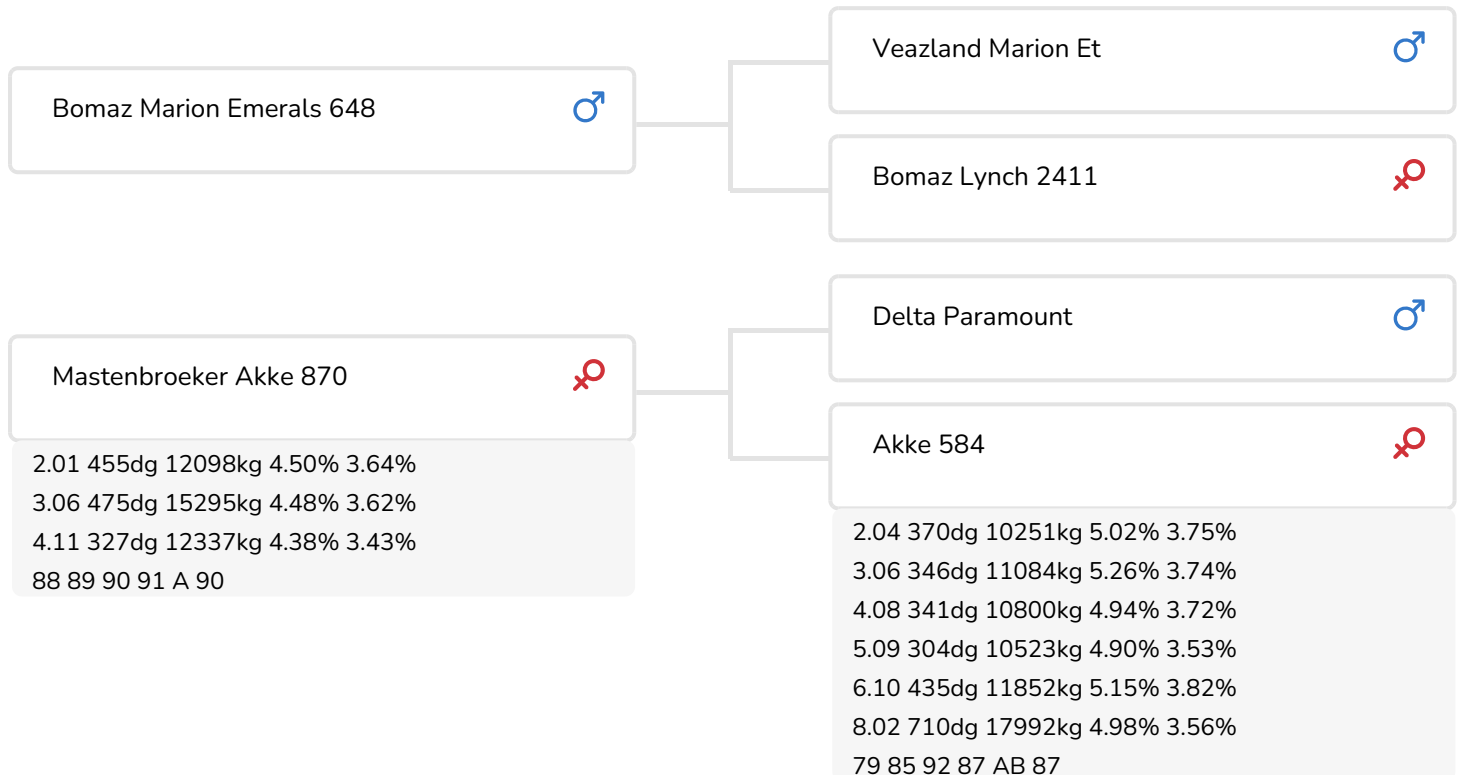 Bomaz Marion Emerals 648
Veazland Marion Et
Bomaz Lynch 2411
Mastenbroeker Akke 870
2.01 455dg 12098kg 4.50% 3.64%
3.06 475dg 15295kg 4.48% 3.62%
4.11 327dg 12337kg 4.38% 3.43%
88 89 90 91 A 90
Delta Paramount
Akke 584
2.04 370dg 10251kg 5.02% 3.75%
3.06 346dg 11084kg 5.26% 3.74%
4.08 341dg 10800kg 4.94% 3.72%
5.09 304dg 10523kg 4.90% 3.53%
6.10 435dg 11852kg 5.15% 3.82%
8.02 710dg 17992kg 4.98% 3.56%
79 85 92 87 AB 87